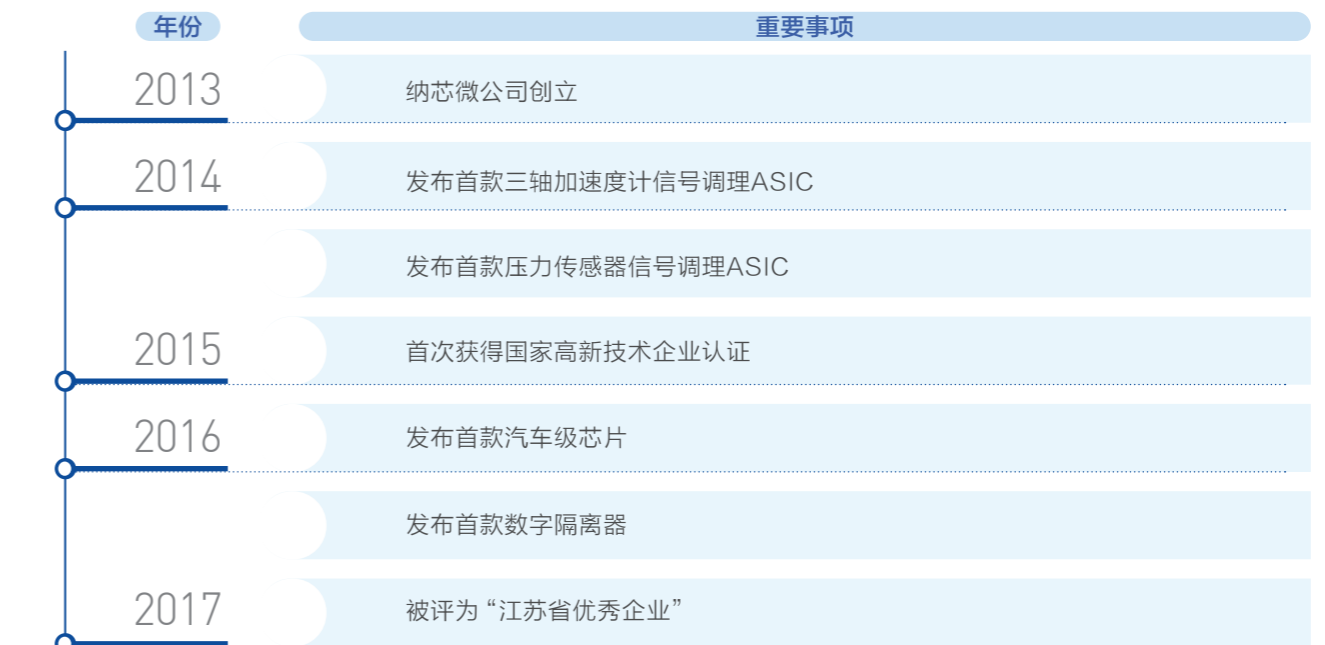 年份
重要事项
2013
纳芯微公司创立
2014
发布首款三轴加速度计信号调理ASIC
发布首款压力传感器信号调理ASIC
2015
首次获得国家高新技术企业认证
2016
发布首款汽车级芯片
发布首款数字隔离器
2017
被评为“江苏省优秀企业”